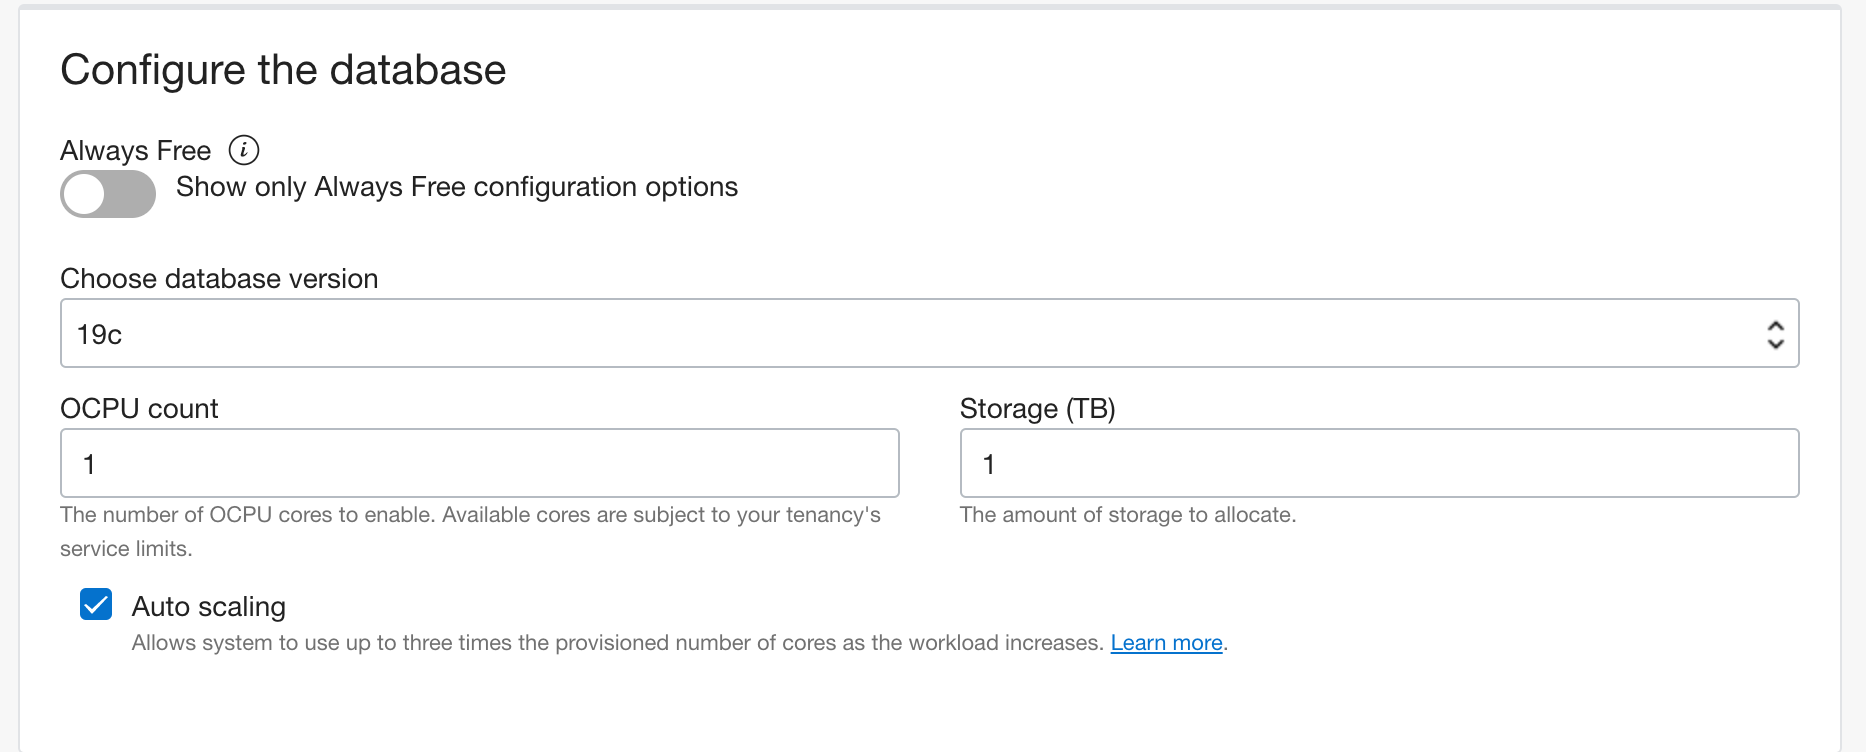 Configure the database
Always Free
Show only Always Free configuration options
Choose database version
19c
OCPU count
1
The number of OCPU cores to enable. Available cores are subject to your tenancy's
service limits.
Storage (TB)
1
The amount of storage to allocate.
Auto scaling
Allows system to use up to three times the provisioned number of cores as the workload increases. Learn more.